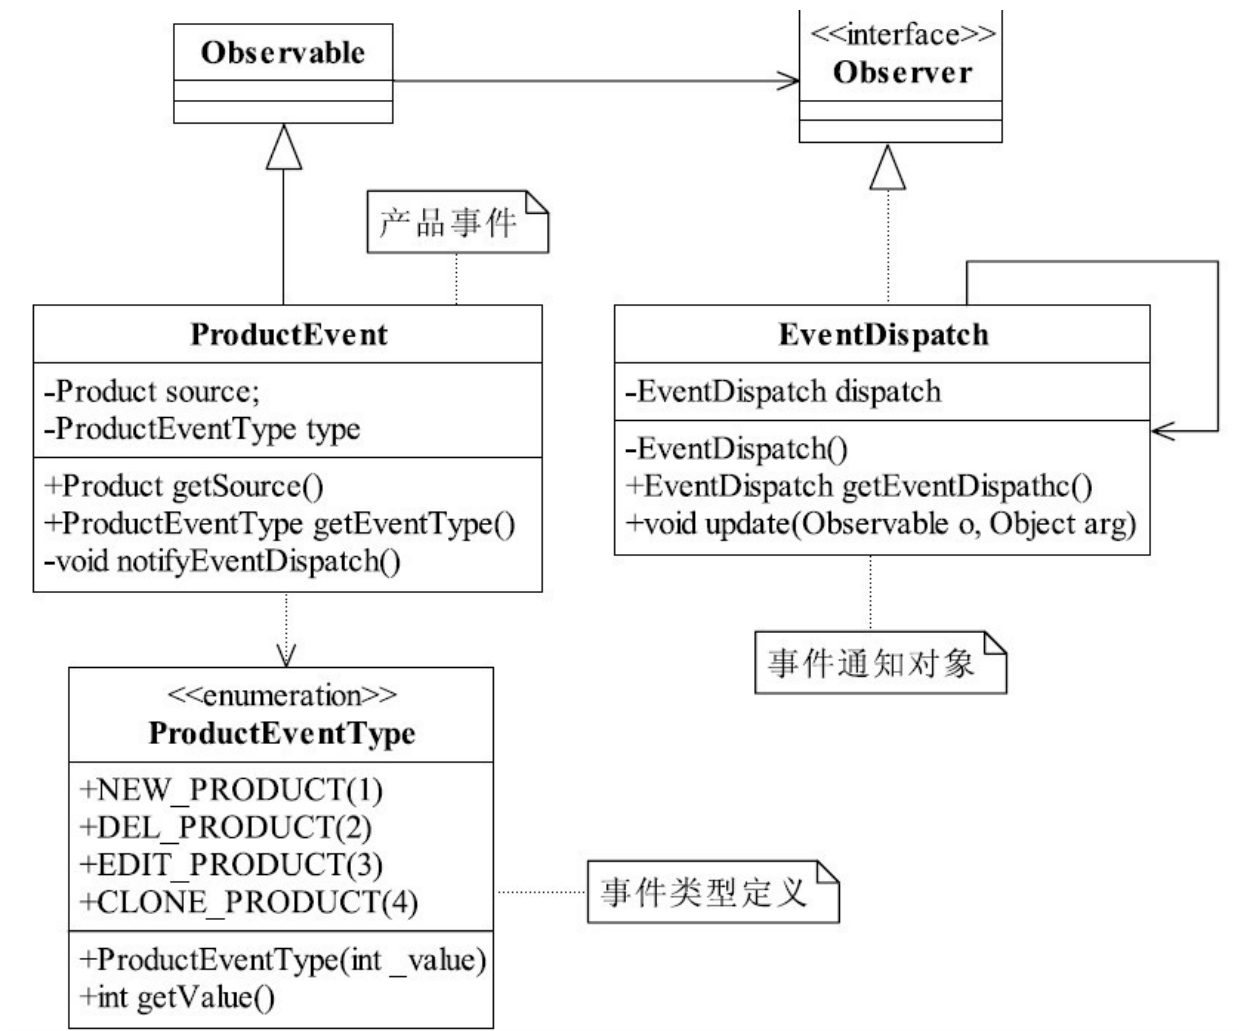 Observable
<<interface>>
Observer
产品事件
ProductEvent
-Product source;
-ProductEventType type
+Product getSource()
+ProductEventType getEventType()
-void notifyEventDispatch()
EventDispatch
-EventDispatch dispatch
-EventDispatch()
+EventDispatch getEventDispathc()
+void update(Observable o, Object arg)
事件通知对象
<<enumeration>>
ProductEventType
+NEW_PRODUCT(1)
+DEL_PRODUCT(2)
+EDIT_PRODUCT(3)
+CLONE_PRODUCT(4)
+ProductEventType(int _value)
+int getValue()
事件类型定义